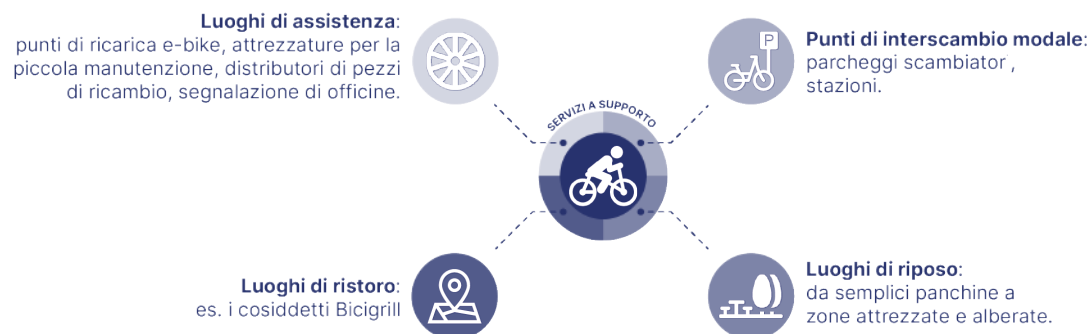 Luoghi di assistenza:
punti di ricarica e-bike, attrezzature per la
piccola manutenzione, distributori di pezzi
di ricambio, segnalazione di officine.
P
Punti di interscambio modale:
parcheggi scambiator ,
stazioni.
SERVIZI A SUPPORTO
Luoghi di ristoro:
es. i cosiddetti Bicigrill
Luoghi di riposo:
da semplici panchine a
zone attrezzate e alberate.